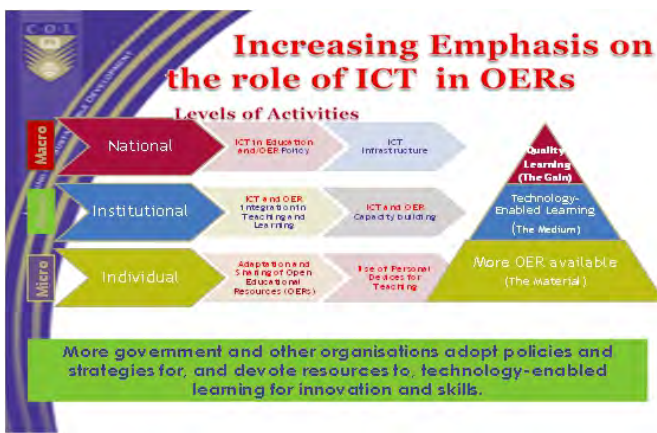 C·O·L
Increasing Emphasis on
the role of ICT in OERs
Levels of Activities
Macro
National
ICT in Education
and/OER Policy
ICT
Infrastructure
Institutional
ICT and OER
Integration in
Teaching and
Learning
ICT and OER
Capacity building
Micro
Individual
Adaptation and
Sharing of Open
Educational
Resources (OERs)
Use of Personal
Devices for
Teaching
Quality
Learning
(The Gain)
Technology-
Enabled Learning
(The Medium)
More OER available
(The Material)
More government and other organisations adopt policies and
strategies for, and devote resources to, technology-enabled
learning for innovation and skills.